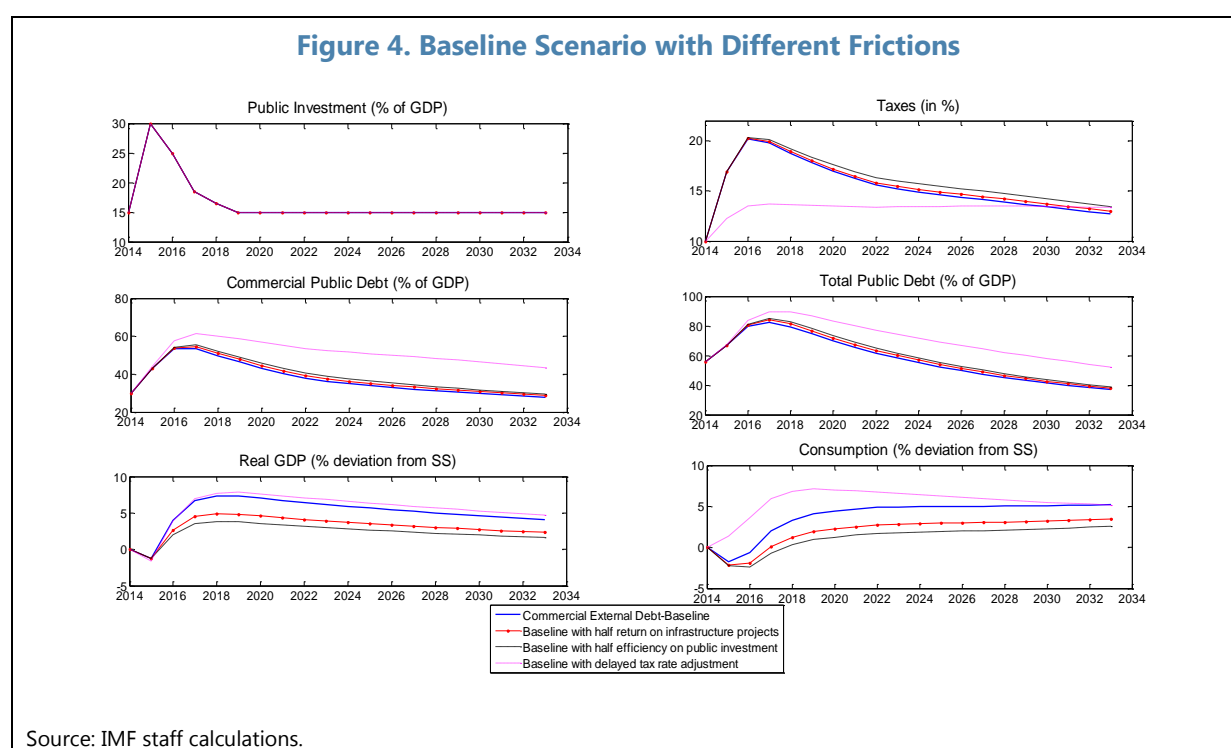 Figure 4. Baseline Scenario with Different Frictions
Public Investment (% of GDP)
30
25
20
15
10
2014 2016 2018 2020 2022 2024 2026 2028 2030 2032 2034
Taxes (in %)
20
15
10
2014 2016 2018 2020 2022 2024 2026 2028 2030 2032 2034
Commercial Public Debt (% of GDP)
80
60
40
20
2014 2016 2018 2020 2022 2024 2026 2028 2030 2032 2034
Total Public Debt (% of GDP)
100
80
60
40
20
2014 2016 2018 2020 2022 2024 2026 2028 2030 2032 2034
Real GDP (% deviation from SS)
10
5
0
-5
2014 2016 2018 2020 2022 2024 2026 2028 2030 2032 2034
Consumption (% deviation from SS)
10
5
0
-5
2014 2016 2018 2020 2022 2024 2026 2028 2030 2032 2034
Commercial External Debt-Baseline
Baseline with half return on infrastructure projects
Baseline with half efficiency on public investment
Baseline with delayed tax rate adjustment
Source: IMF staff calculations.